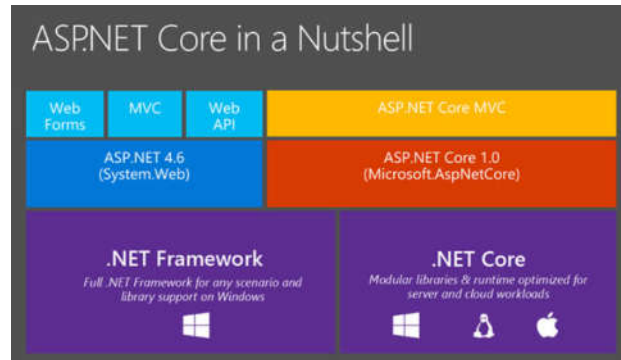 ASP.NET Core in a Nutshell
Web
Forms
MVC
Web
API
ASP.NET Core MVC
ASP.NET 4.6
(System.Web)
ASP.NET Core 1.0
(Microsoft.AspNetCore)
.NET Framework
Full .NET Framework for any scenario and
library support on Windows
.NET Core
Modular libraries & runtime optimized for
server and cloud workloads